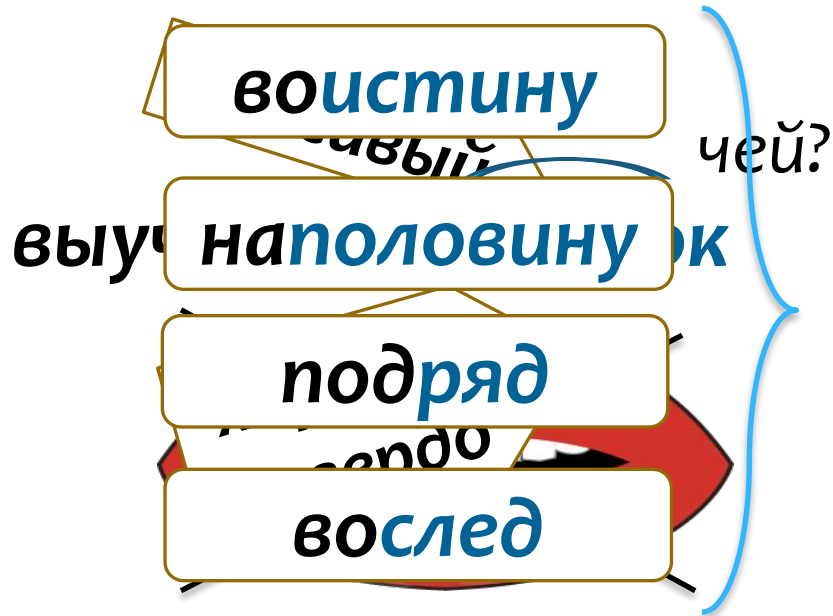 воистину
чей?
наполовину
подряд
вослед